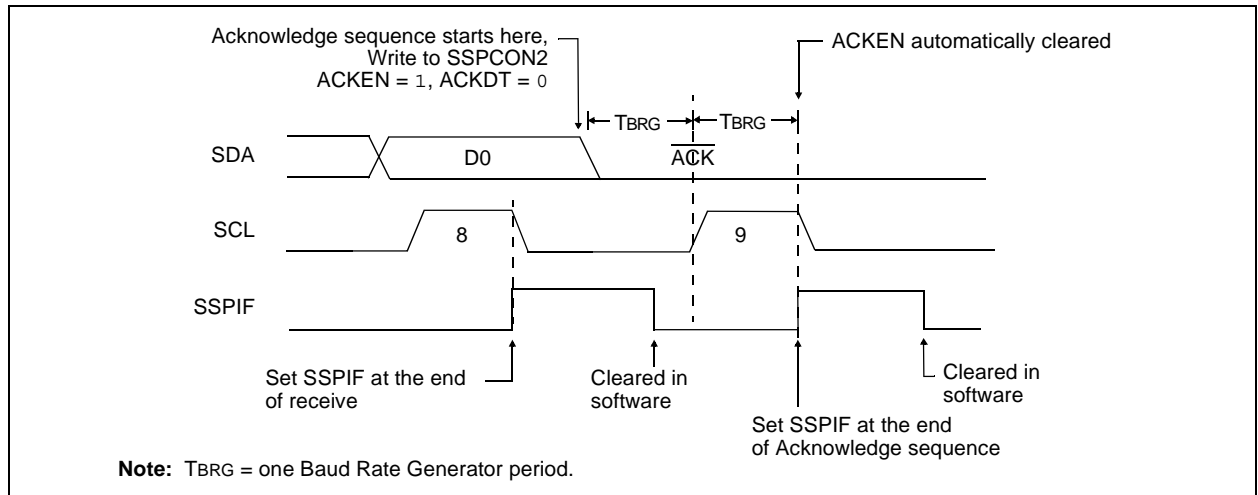 Acknowledge sequence starts here,
Write to SSPCON2
ACKEN = 1, ACKDT = 0
ACKEN automatically cleared
TBRG
TBRG
SDA
D0
ACK
SCL
8
9
SSPIF
Set SSPIF at the end
of receive
Cleared in
software
Cleared in
software
Set SSPIF at the end
of Acknowledge sequence
Note: TBRG = one Baud Rate Generator period.